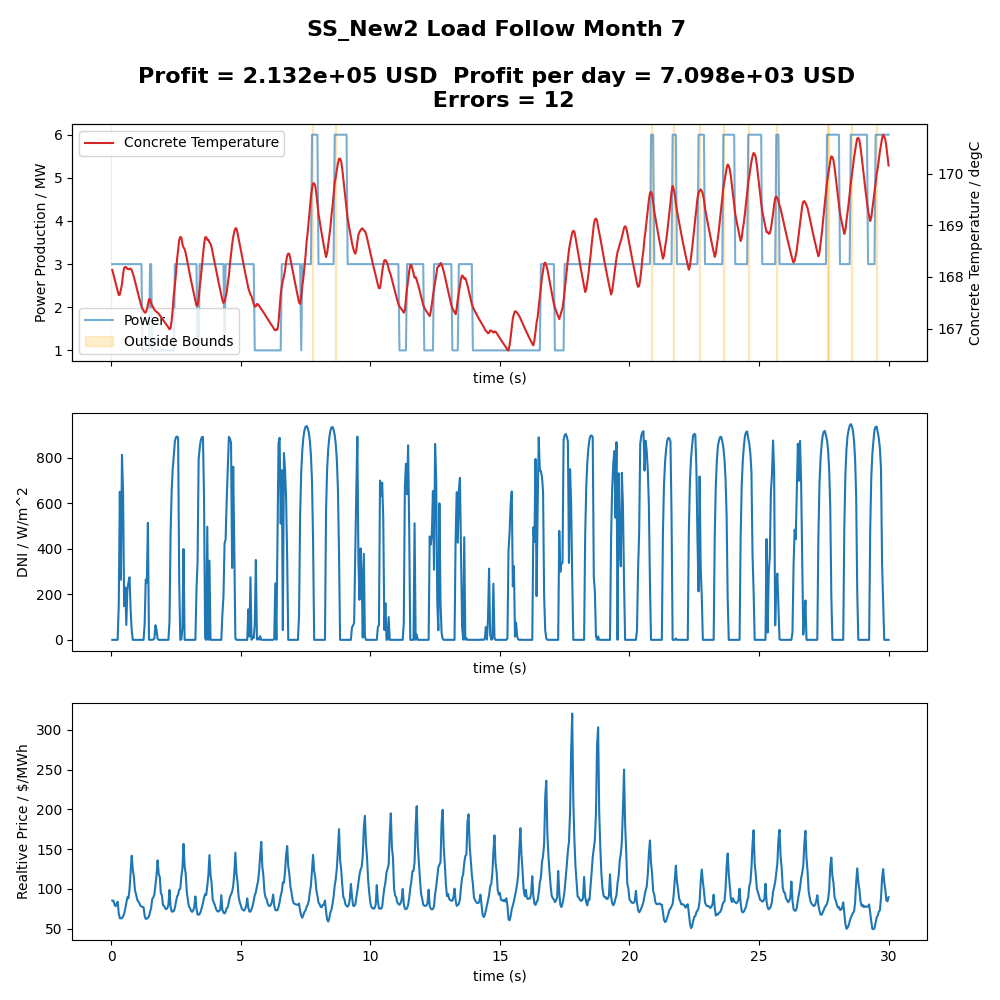 SS_New2 Load Follow Month 7
Profit = 2.132e+05 USD  Profit per day = 7.098e+03 USD
Errors = 12
Concrete Temperature
Power
Outside Bounds
Power Production / MW
6
5
4
3
2
1
170
169
168
167
Concrete Temperature / degC
time (s)
DNI / W/m^2
800
600
400
200
0
time (s)
Realtive Price / $/MWh
300
250
200
150
100
50
0 5 10 15 20 25 30
time (s)